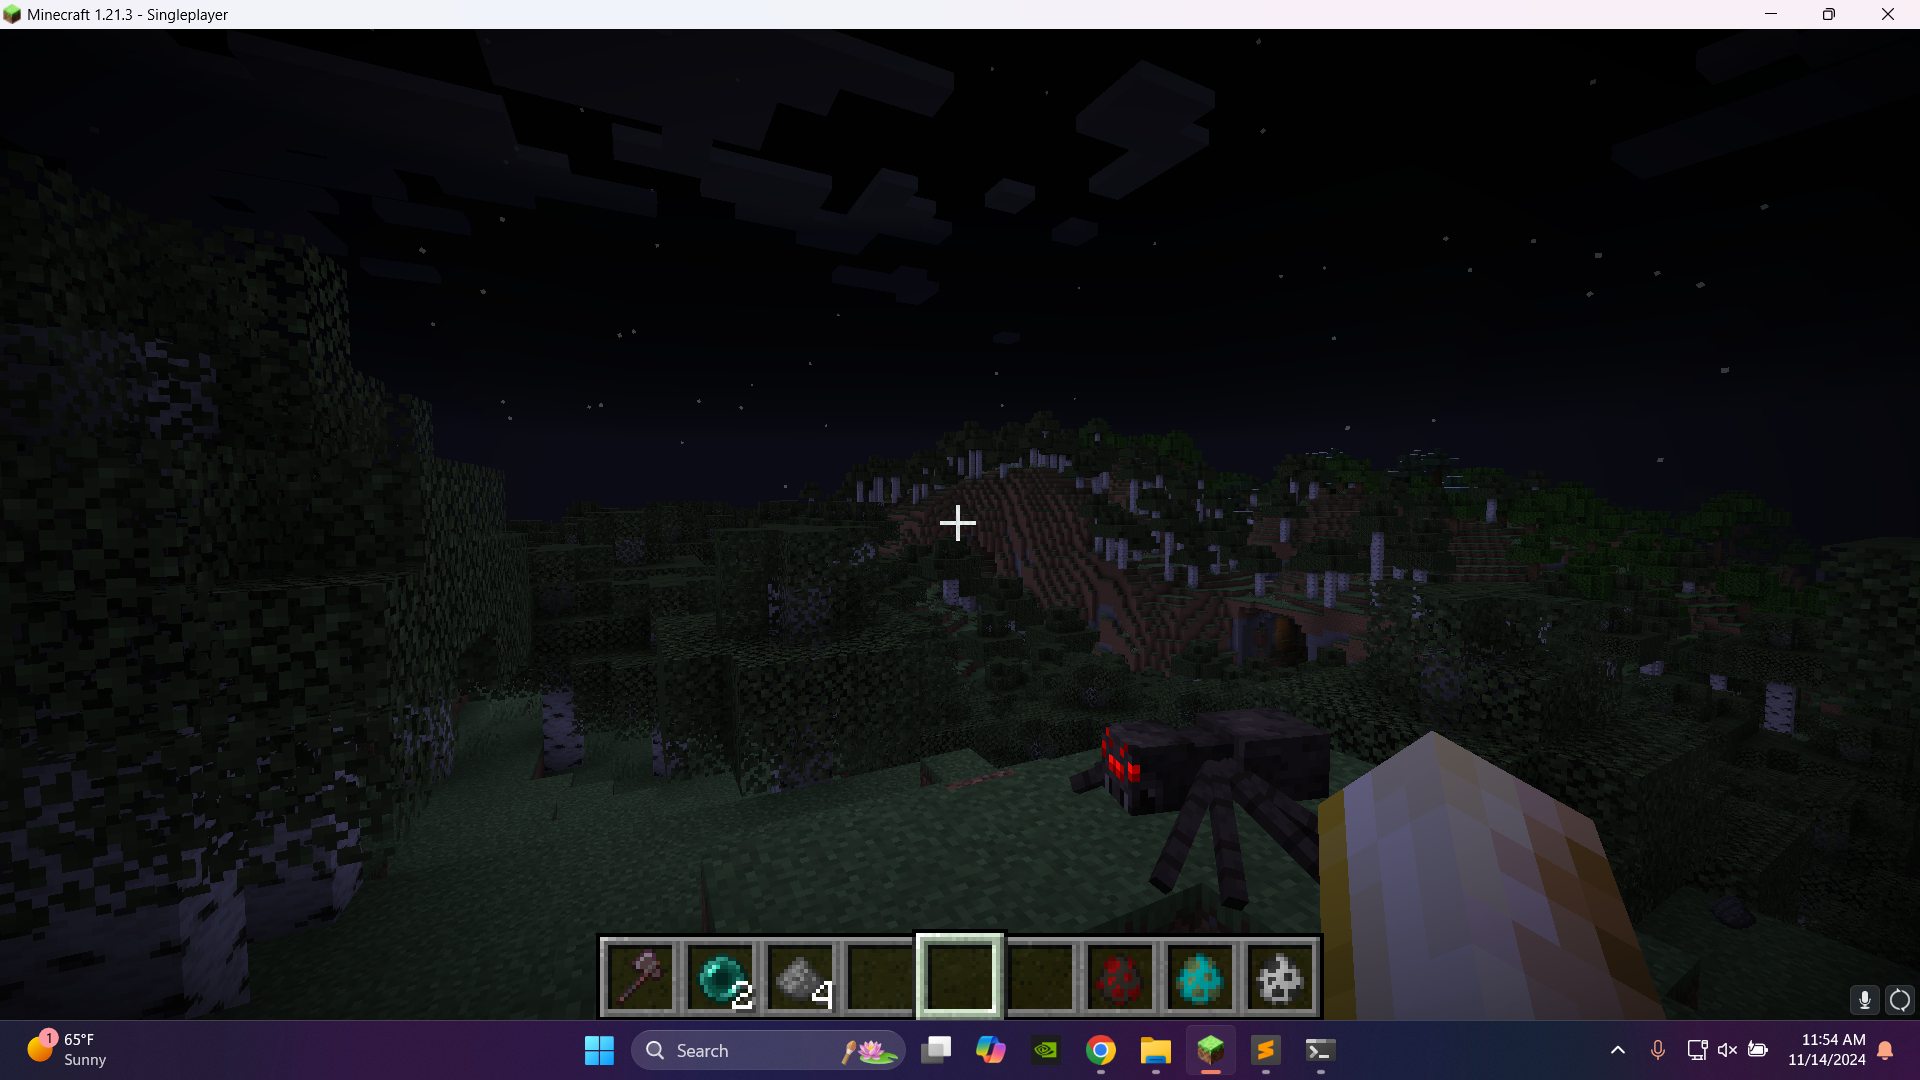 Minecraft 1.21.3 - Singleplayer
2
4
1
65°F
Sunny
Search
11:54 AM
11/14/2024